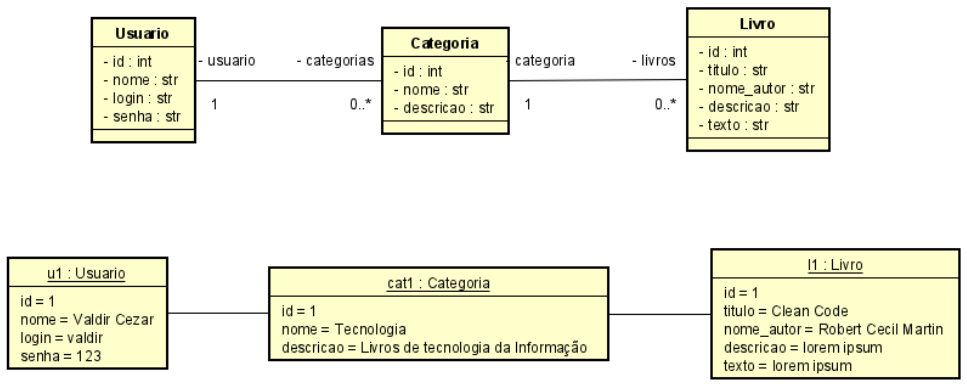 Usuario
- id : int
- nome : str
- login : str
- senha : str
- usuario
1
- categorias
0..*
Categoria
- id : int
- nome : str
- descricao : str
- categoria
1
- livros
0..*
Livro
- id : int
- titulo : str
- nome_autor : str
- descricao : str
- texto : str
u1 : Usuario
id = 1
nome = Valdir Cezar
login = valdir
senha = 123
cat1 : Categoria
id = 1
nome = Tecnologia
descricao = Livros de tecnologia da Informação
l1 : Livro
id = 1
titulo = Clean Code
nome_autor = Robert Cecil Martin
descricao = lorem ipsum
texto = lorem ipsum